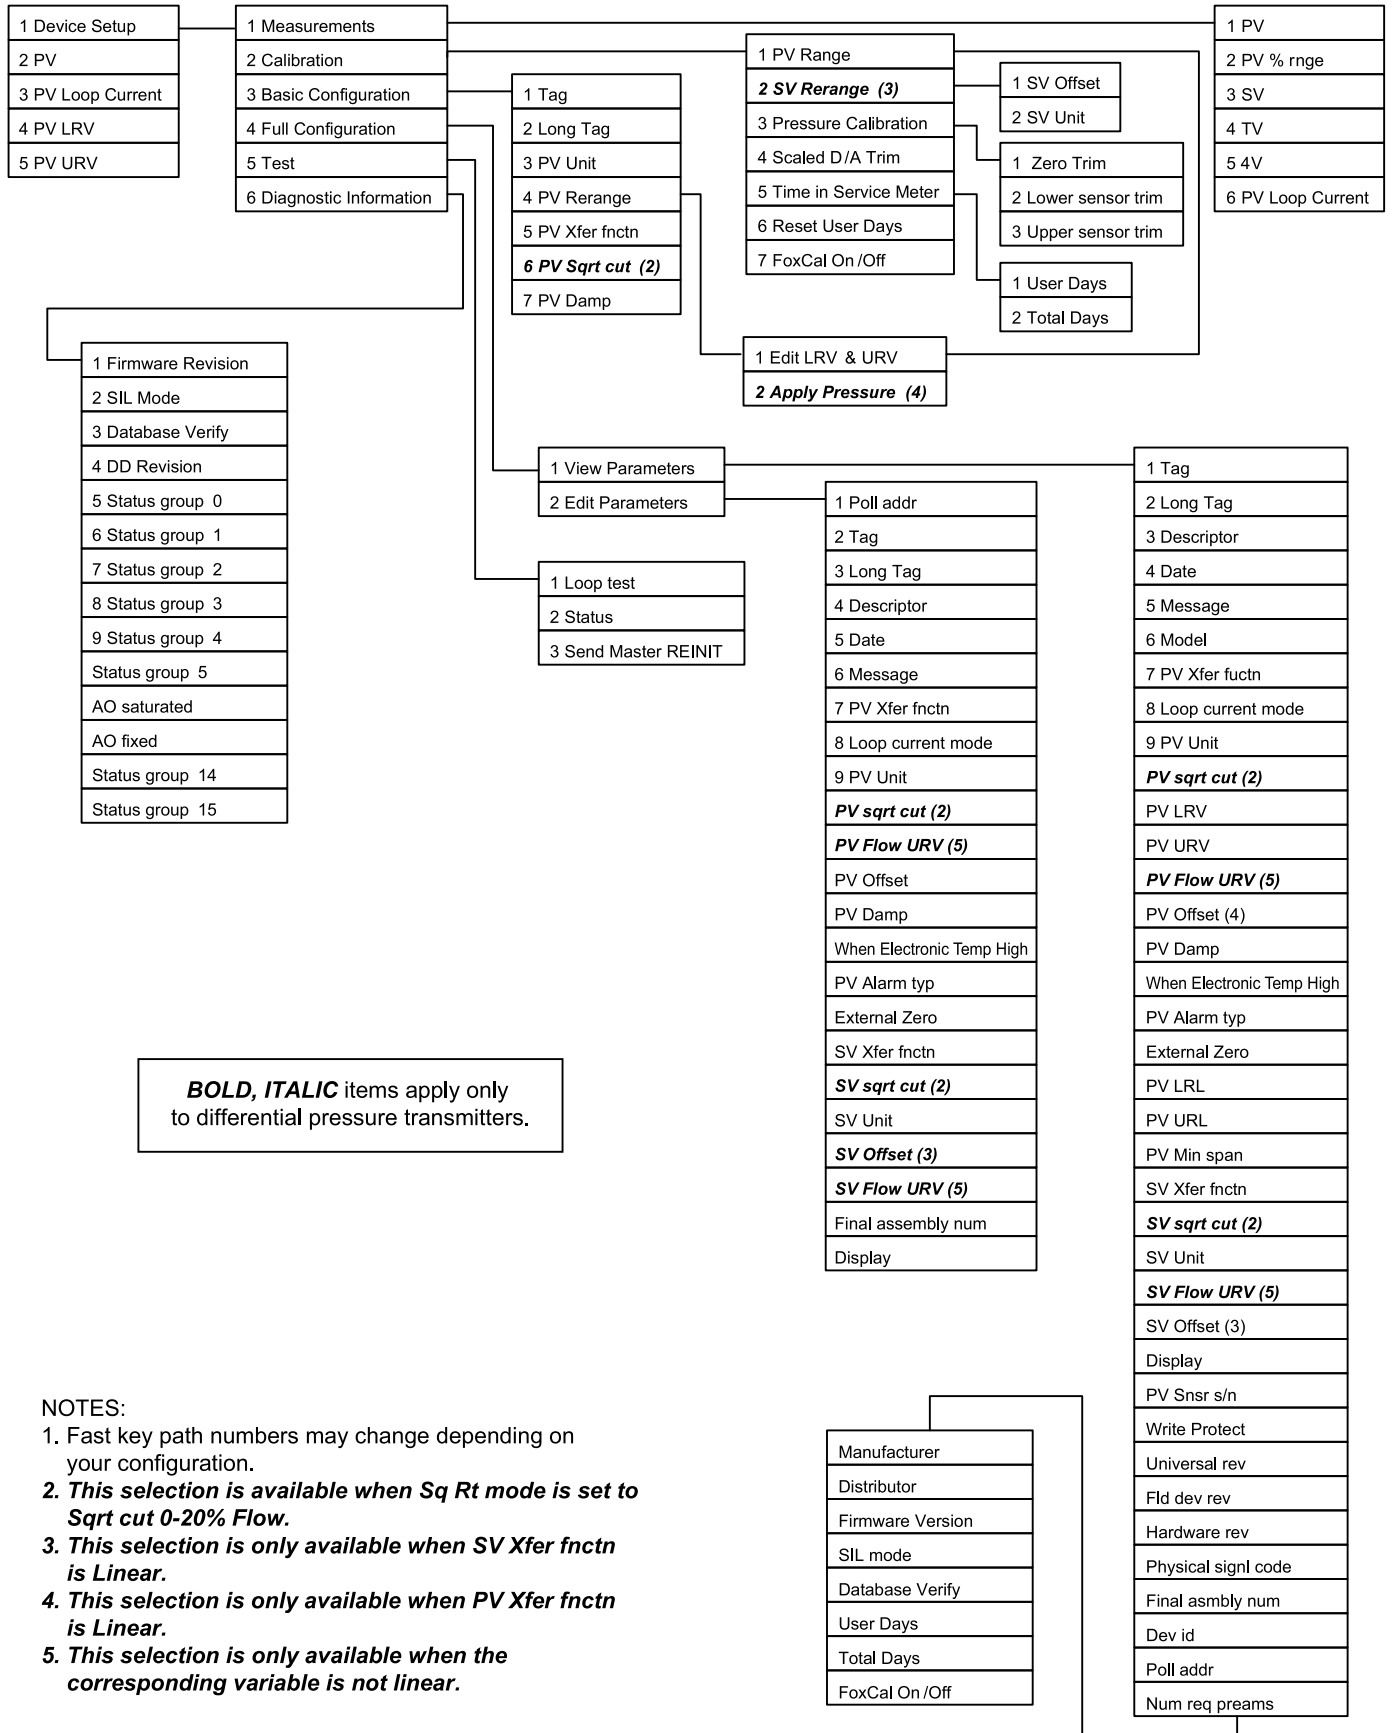 1 Device Setup
2 PV
3 PV Loop Current
4 PV LRV
5 PV URV
1 Measurements
2 Calibration
3 Basic Configuration
4 Full Configuration
5 Test
6 Diagnostic Information
1 Tag
2 Long Tag
3 PV Unit
4 PV Rerange
5 PV Xfer fnctn
6 PV Sqrt cut (2)
7 PV Damp
1 PV Range
2 SV Rerange (3)
3 Pressure Calibration
4 Scaled D/A Trim
5 Time in Service Meter
6 Reset User Days
7 FoxCal On/Off
1 SV Offset
2 SV Unit
1 Zero Trim
2 Lower sensor trim
3 Upper sensor trim
1 User Days
2 Total Days
1 PV
2 PV % rnge
3 SV
4 TV
5 4V
6 PV Loop Current
1 Edit LRV & URV
2 Apply Pressure (4)
1 Firmware Revision
2 SIL Mode
3 Database Verify
4 DD Revision
5 Status group 0
6 Status group 1
7 Status group 2
8 Status group 3
9 Status group 4
Status group 5
AO saturated
AO fixed
Status group 14
Status group 15
1 View Parameters
2 Edit Parameters
1 Loop test
2 Status
3 Send Master REINIT
1 Poll addr
2 Tag
3 Long Tag
4 Descriptor
5 Date
6 Message
7 PV Xfer fnctn
8 Loop current mode
9 PV Unit
PV sqrt cut (2)
PV Flow URV (5)
PV Offset
PV Damp
When Electronic Temp High
PV Alarm typ
External Zero
SV Xfer fnctn
SV sqrt cut (2)
SV Unit
SV Offset (3)
SV Flow URV (5)
Final assembly num
Display
1 Tag
2 Long Tag
3 Descriptor
4 Date
5 Message
6 Model
7 PV Xfer fuctn
8 Loop current mode
9 PV Unit
PV sqrt cut (2)
PV LRV
PV URV
PV Flow URV (5)
PV Offset (4)
PV Damp
When Electronic Temp High
PV Alarm typ
External Zero
PV LRL
PV URL
PV Min span
SV Xfer fnctn
SV sqrt cut (2)
SV Unit
SV Flow URV (5)
SV Offset (3)
Display
PV Snsr s/n
Write Protect
Universal rev
Fld dev rev
Hardware rev
Physical signl code
Final asmbly num
Dev id
Poll addr
Num req preams
Manufacturer
Distributor
Firmware Version
SIL mode
Database Verify
User Days
Total Days
FoxCal On/Off
BOLD, ITALIC items apply only
to differential pressure transmitters.
NOTES:
1. Fast key path numbers may change depending on
your configuration.
2. This selection is available when Sq Rt mode is set to
Sqrt cut 0-20% Flow.
3. This selection is only available when SV Xfer fnctn
is Linear.
4. This selection is only available when PV Xfer fnctn
is Linear.
5. This selection is only available when the
corresponding variable is not linear.